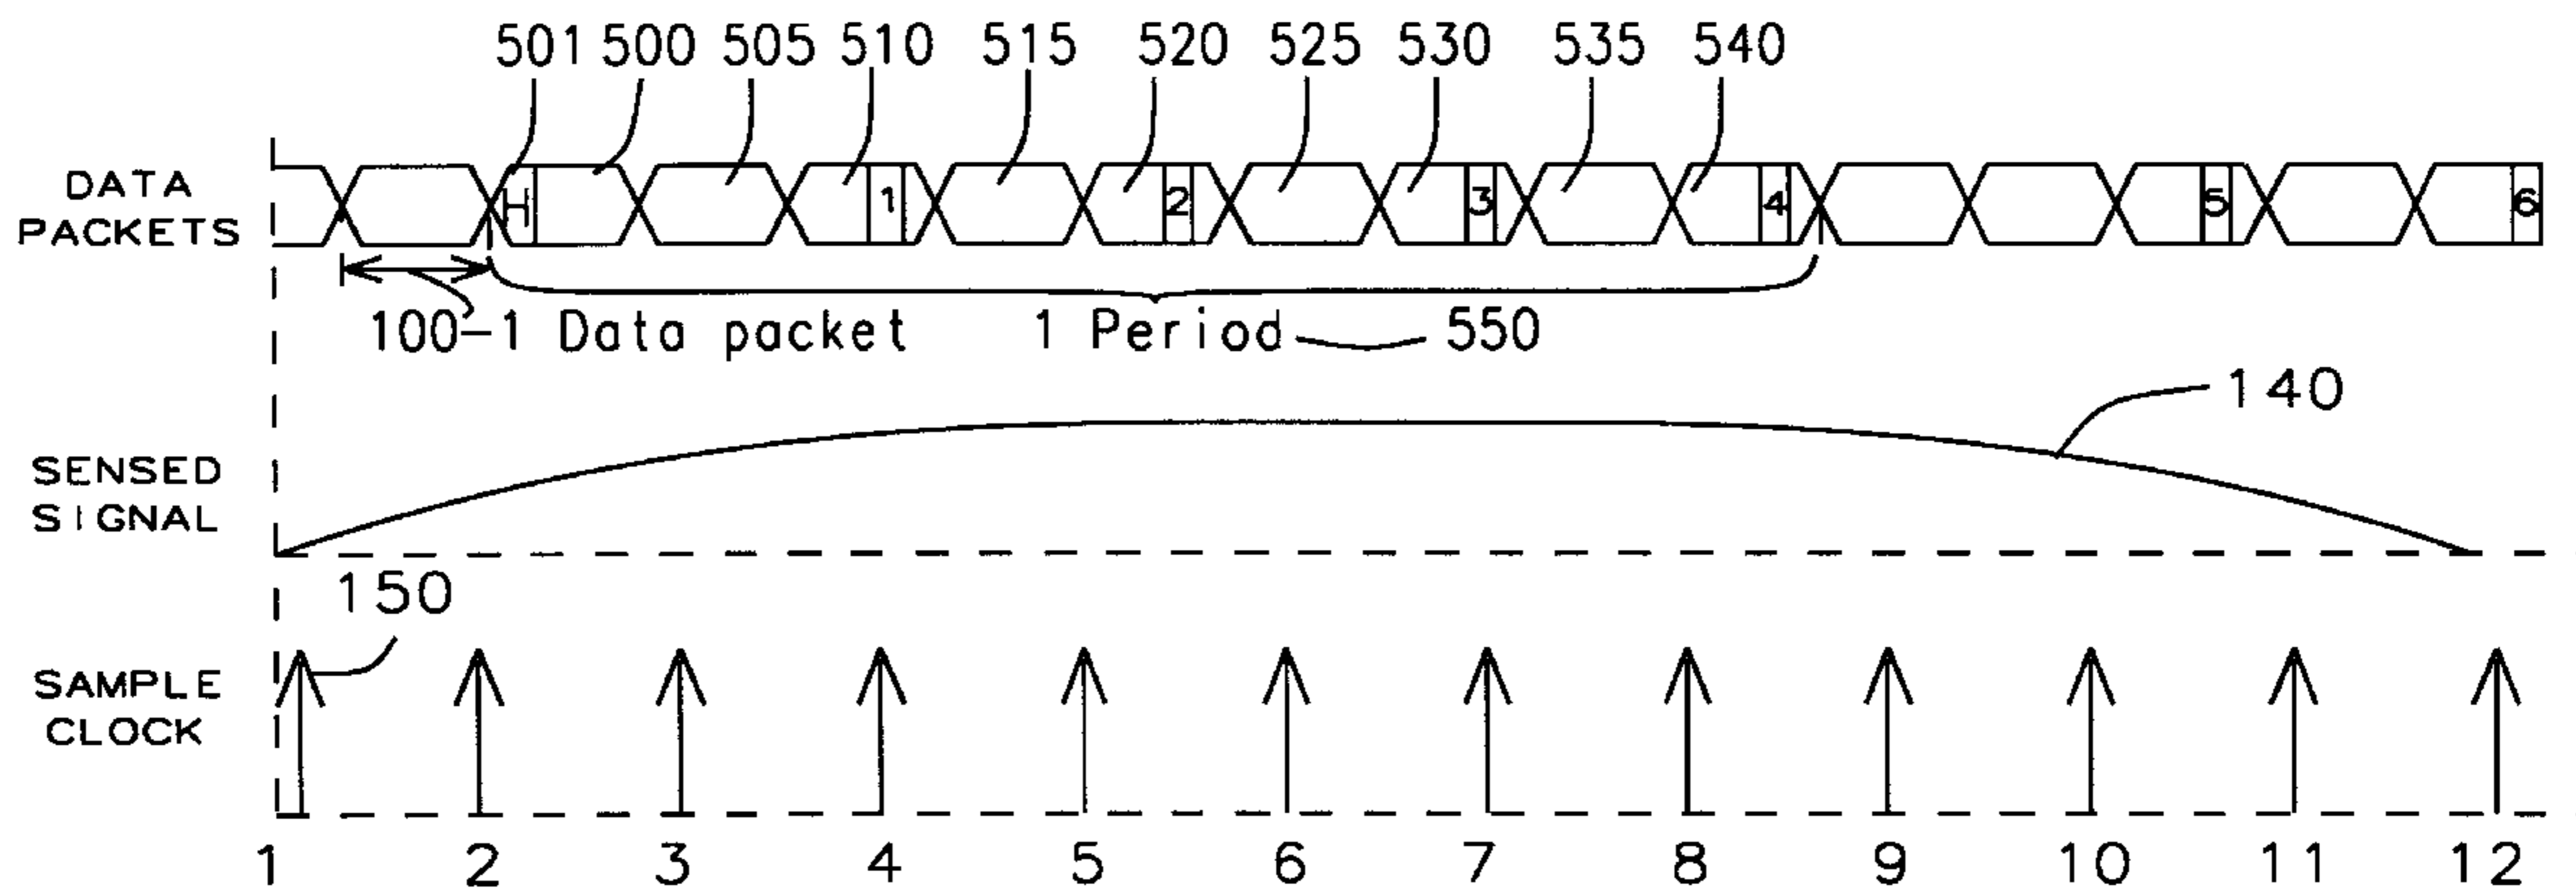 501 500 505 510 515 520 525 530 535 540
DATA
PACKETS
H 1 2 3 4 5 6
100-1 Data packet 1 Period 550
140
SENSED
SIGNAL
150
SAMPLE
CLOCK
1 2 3 4 5 6 7 8 9 10 11 12